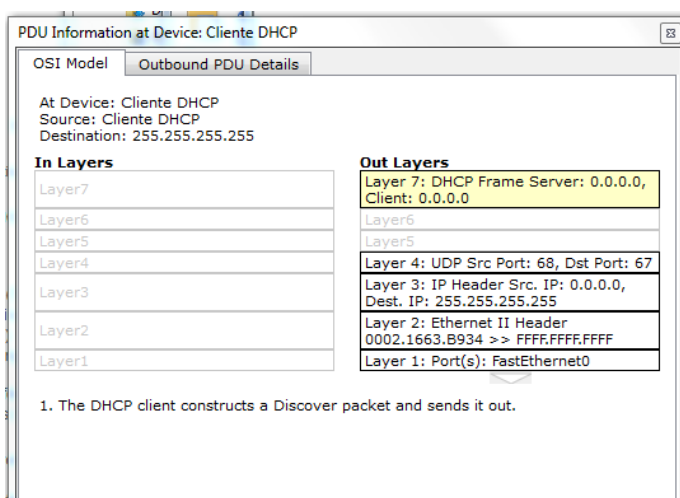 PDU Information at Device: Cliente DHCP
OSI Model
Outbound PDU Details
At Device: Cliente DHCP
Source: Cliente DHCP
Destination: 255.255.255.255
In Layers
Layer7
Layer6
Layer5
Layer4
Layer3
Layer2
Layer1
Out Layers
Layer 7: DHCP Frame Server: 0.0.0.0,
Client: 0.0.0.0
Layer6
Layer5
Layer 4: UDP Src Port: 68, Dst Port: 67
Layer 3: IP Header Src. IP: 0.0.0.0,
Dest. IP: 255.255.255.255
Layer 2: Ethernet II Header
0002.1663.B934 >> FFFF.FFFF.FFFF
Layer 1: Port(s): FastEthernet0
1. The DHCP client constructs a Discover packet and sends it out.